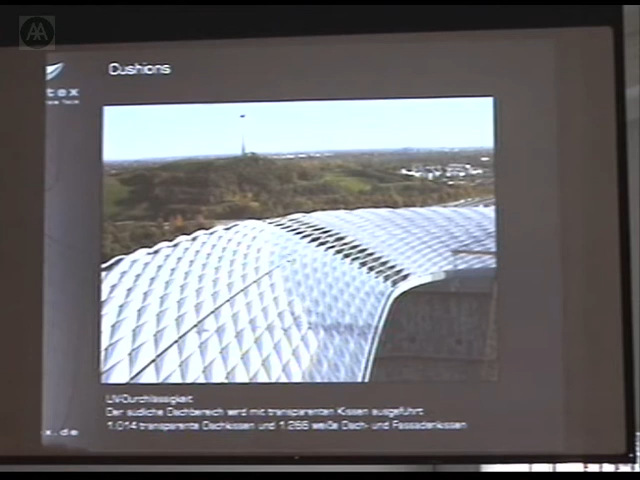 AA
Cushions
tex
UV-Durchlässigkeit
Der südliche Dachbereich wird mit transparenten Kissen ausgeführt
1.014 transparente Dachkissen und 1.266 weiße Dach- und Fassadenkissen
x.de